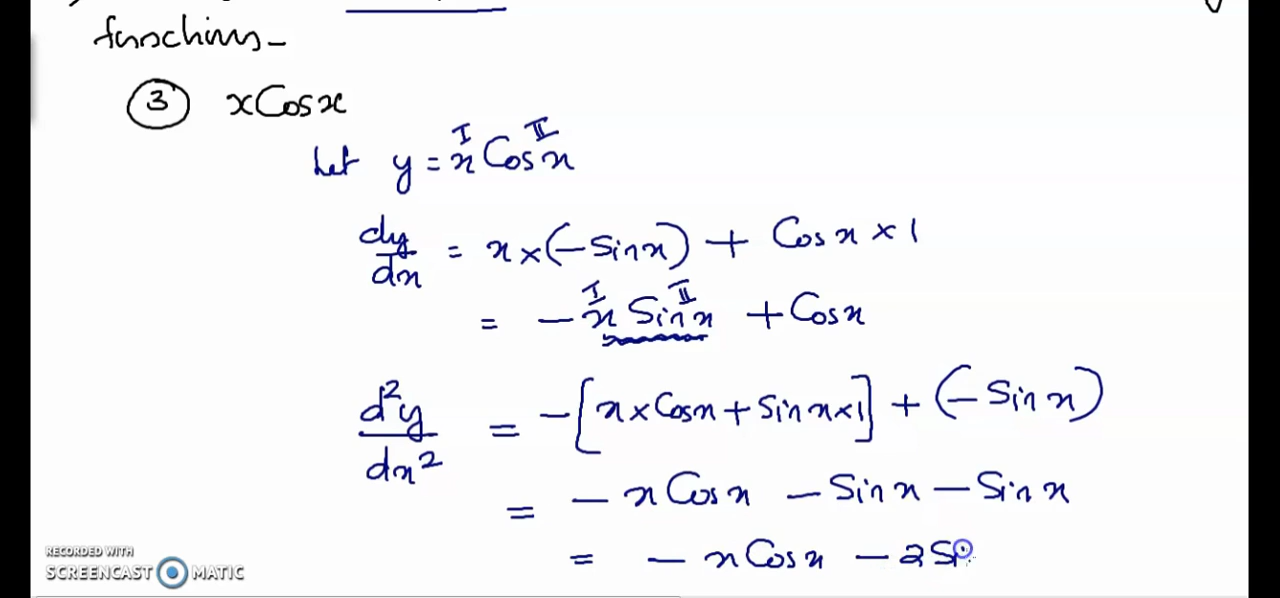 functions -
③ xCosx
I II
Let y = x Cos x
dy/dx = x × (-Sin x) + Cos x × 1
I II
= - x Sin x + Cos x
d²y/dx² = - [x × Cos x + Sin x × 1] + (- Sin x)
= - x Cos x - Sin x - Sin x
= - x Cos x - 2 S
RECORDED WITH
SCREENCAST MATIC